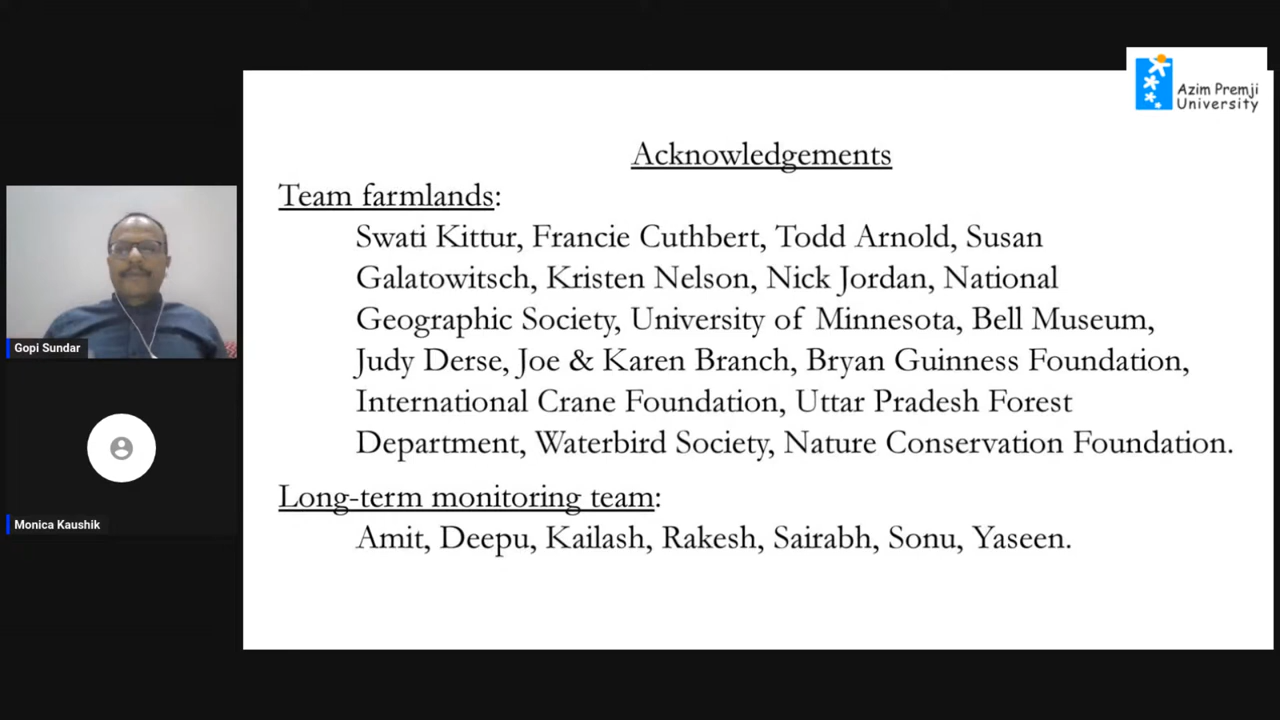 Azim Premji
University
Acknowledgements
Team farmlands:
Swati Kittur, Francie Cuthbert, Todd Arnold, Susan
Galatowitsch, Kristen Nelson, Nick Jordan, National
Geographic Society, University of Minnesota, Bell Museum,
Judy Derse, Joe & Karen Branch, Bryan Guinness Foundation,
International Crane Foundation, Uttar Pradesh Forest
Department, Waterbird Society, Nature Conservation Foundation.
Long-term monitoring team:
Amit, Deepu, Kailash, Rakesh, Sairabh, Sonu, Yaseen.
Gopi Sundar
Monica Kaushik